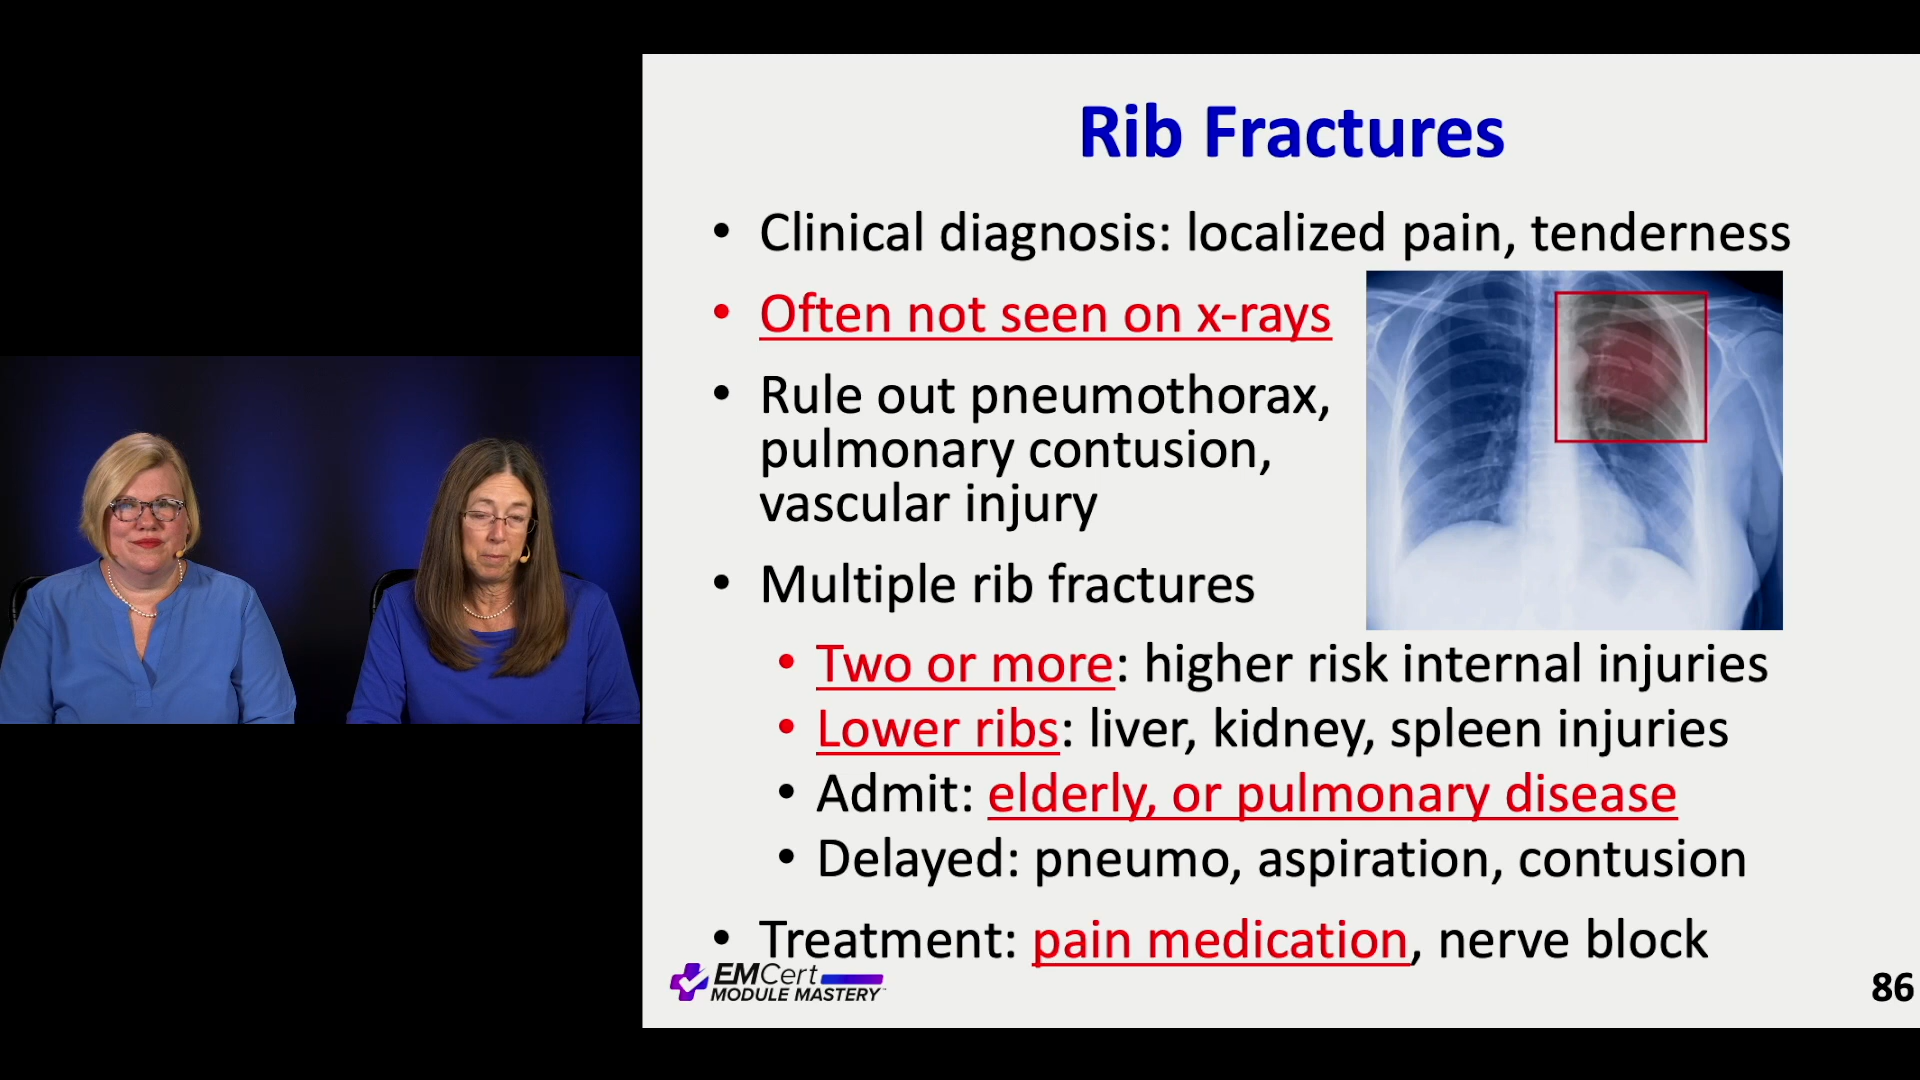 Rib Fractures
• Clinical diagnosis: localized pain, tenderness
• Often not seen on x-rays
• Rule out pneumothorax,
pulmonary contusion,
vascular injury
• Multiple rib fractures
• Two or more: higher risk internal injuries
• Lower ribs: liver, kidney, spleen injuries
• Admit: elderly, or pulmonary disease
• Delayed: pneumo, aspiration, contusion
• Treatment: pain medication, nerve block
EMCert
MODULE MASTERY™
86